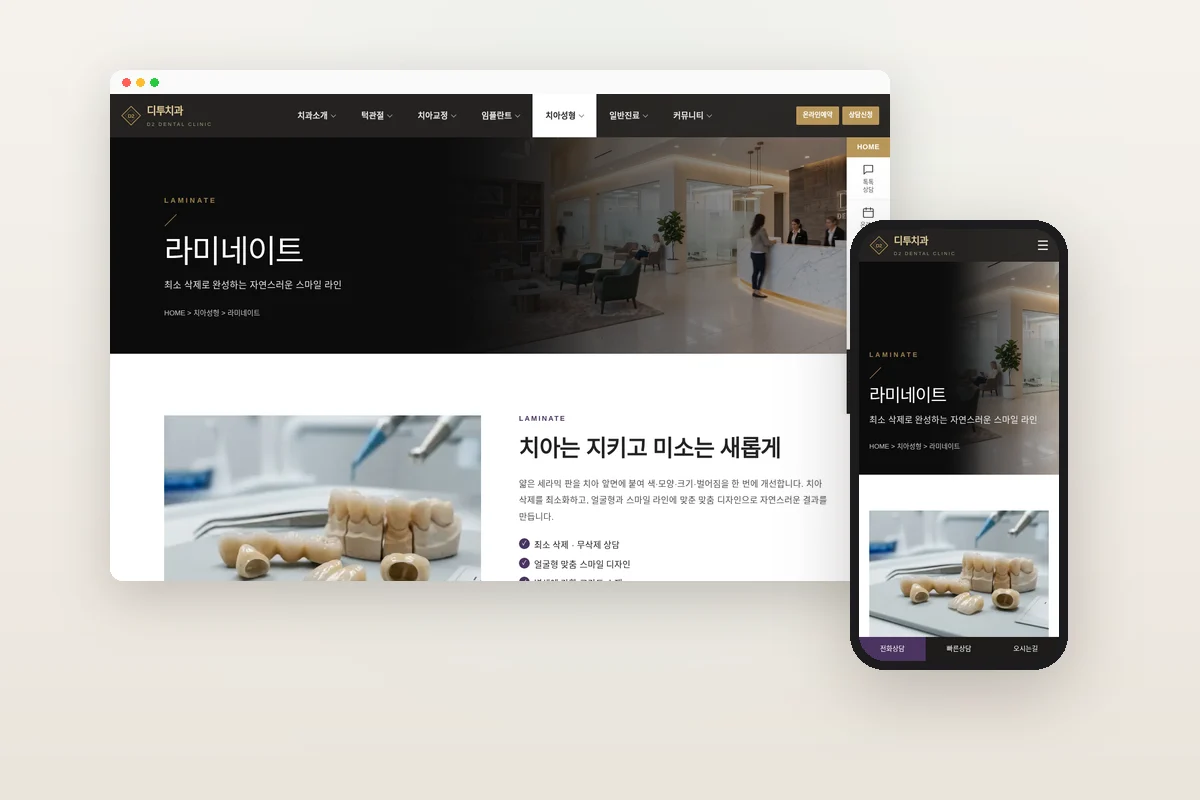 디투치과
D2 DENTAL CLINIC
치과소개
턱관절
치아교정
임플란트
치아성형
일반진료
커뮤니티
온라인예약
상담신청
HOME
톡톡
상담
LAMINATE
라미네이트
최소 삭제로 완성하는 자연스러운 스마일 라인
HOME > 치아성형 > 라미네이트
LAMINATE
치아는 지키고 미소는 새롭게
얇은 세라믹 판을 치아 앞면에 붙여 색·모양·크기·벌어짐을 한 번에 개선합니다. 치아
삭제를 최소화하고, 얼굴형과 스마일 라인에 맞춘 맞춤 디자인으로 자연스러운 결과를
만듭니다.
최소 삭제 · 무삭제 상담
얼굴형 맞춤 스마일 디자인
D2
디투치과
D2 DENTAL CLINIC
LAMINATE
라미네이트
최소 삭제로 완성하는 자연스러운 스마일 라인
HOME > 치아성형 > 라미네이트
전화상담
빠른상담
오시는길